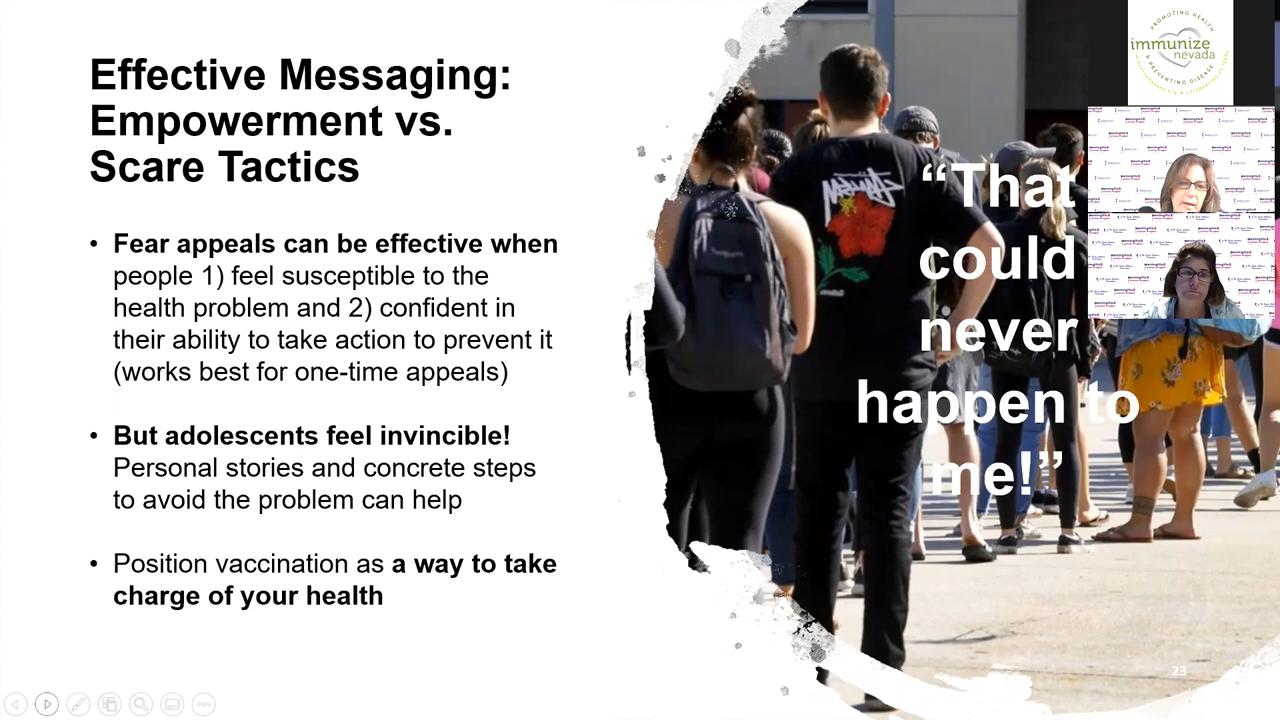 Effective Messaging:
Empowerment vs.
Scare Tactics
• Fear appeals can be effective when
people 1) feel susceptible to the
health problem and 2) confident in
their ability to take action to prevent it
(works best for one-time appeals)
• But adolescents feel invincible!
Personal stories and concrete steps
to avoid the problem can help
• Position vaccination as a way to take
charge of your health
“That
could
never
happen to
me!”
23
PROMOTING HEALTH
immunize
nevada
& PREVENTING DISEASE